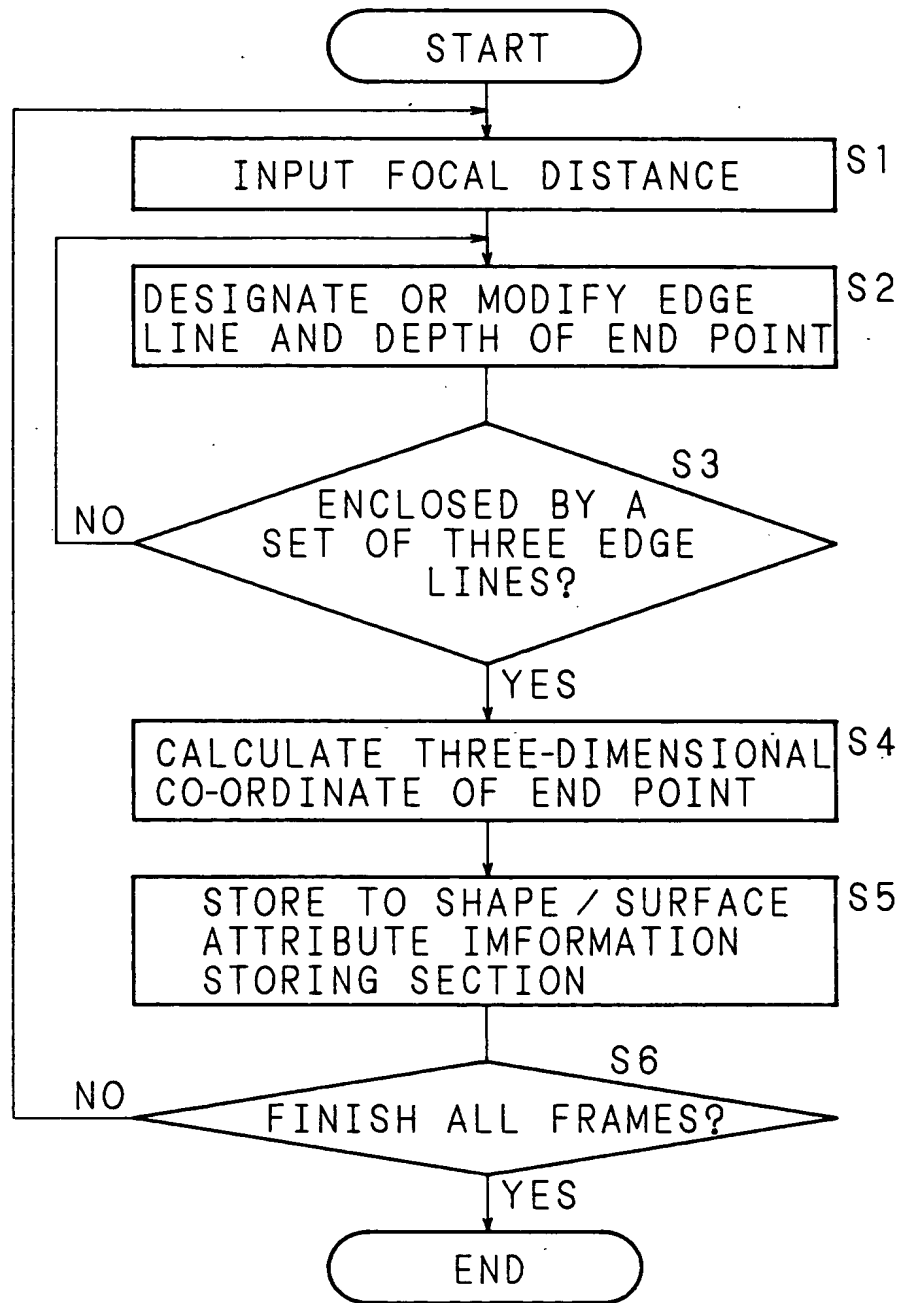 START
INPUT FOCAL DISTANCE
S1
DESIGNATE OR MODIFY EDGE
LINE AND DEPTH OF END POINT
S2
S3
ENCLOSED BY A
SET OF THREE EDGE
LINES?
NO
YES
CALCULATE THREE-DIMENSIONAL
CO-ORDINATE OF END POINT
S4
STORE TO SHAPE / SURFACE
ATTRIBUTE IMFORMATION
STORING SECTION
S5
S6
NO
FINISH ALL FRAMES?
YES
END